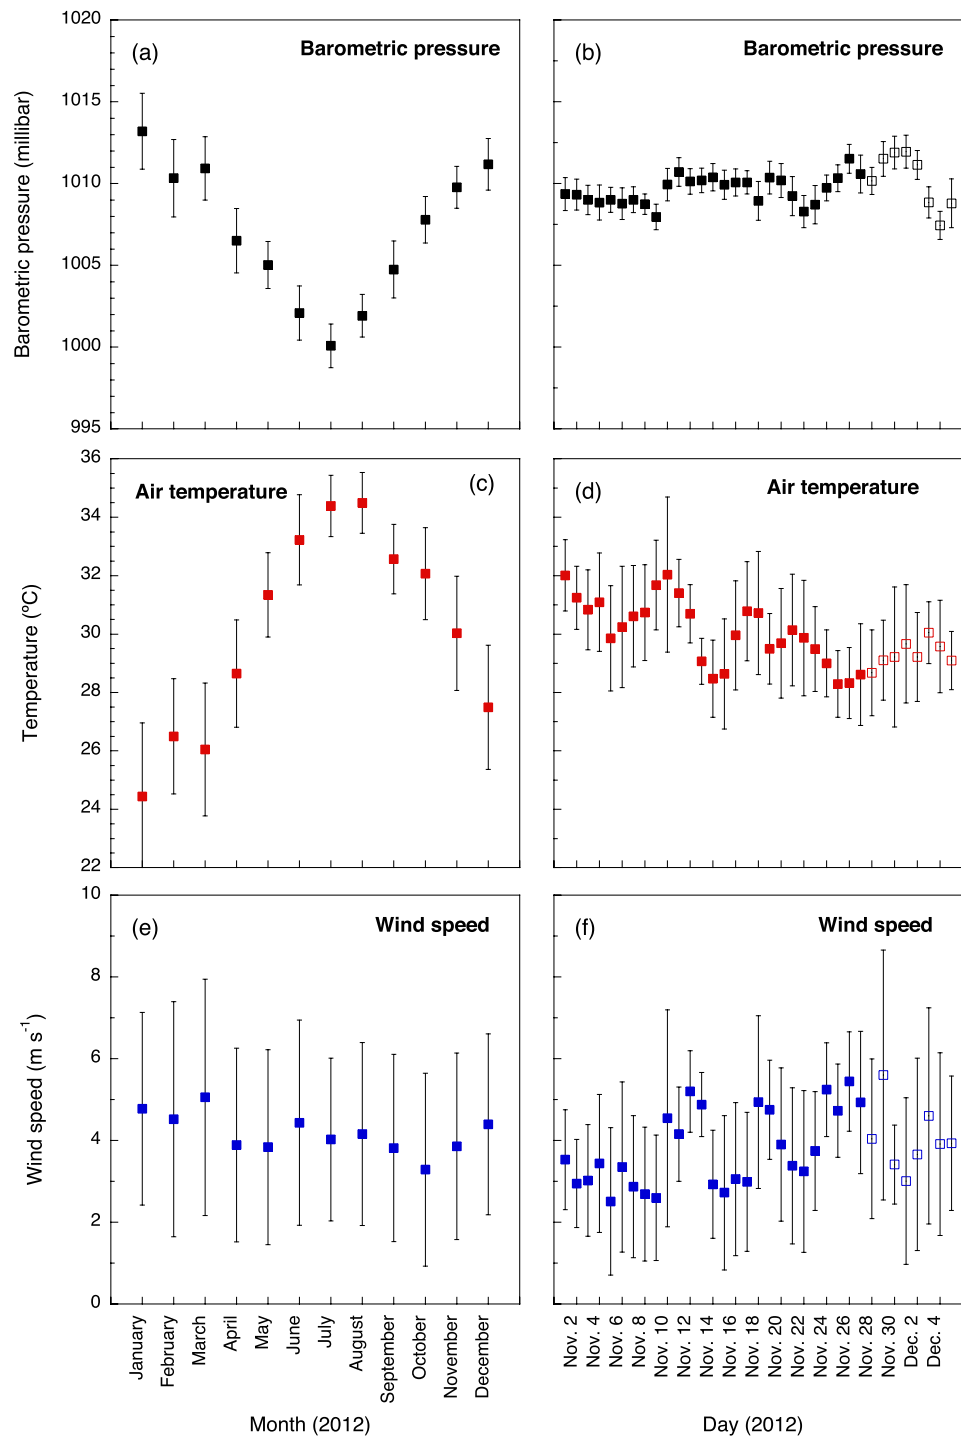 1020
1015
1010
1005
1000
995
Barometric pressure (millibar)
(a)
Barometric pressure
(b)
Barometric pressure
36
34
32
30
28
26
24
22
Temperature (°C)
Air temperature
(c)
(d)
Air temperature
10
8
6
4
2
0
Wind speed (m s-1)
(e)
Wind speed
(f)
Wind speed
January
February
March
April
May
June
July
August
September
October
November
December
Month (2012)
Nov. 2
Nov. 4
Nov. 6
Nov. 8
Nov. 10
Nov. 12
Nov. 14
Nov. 16
Nov. 18
Nov. 20
Nov. 22
Nov. 24
Nov. 26
Nov. 28
Nov. 30
Dec. 2
Dec. 4
Day (2012)